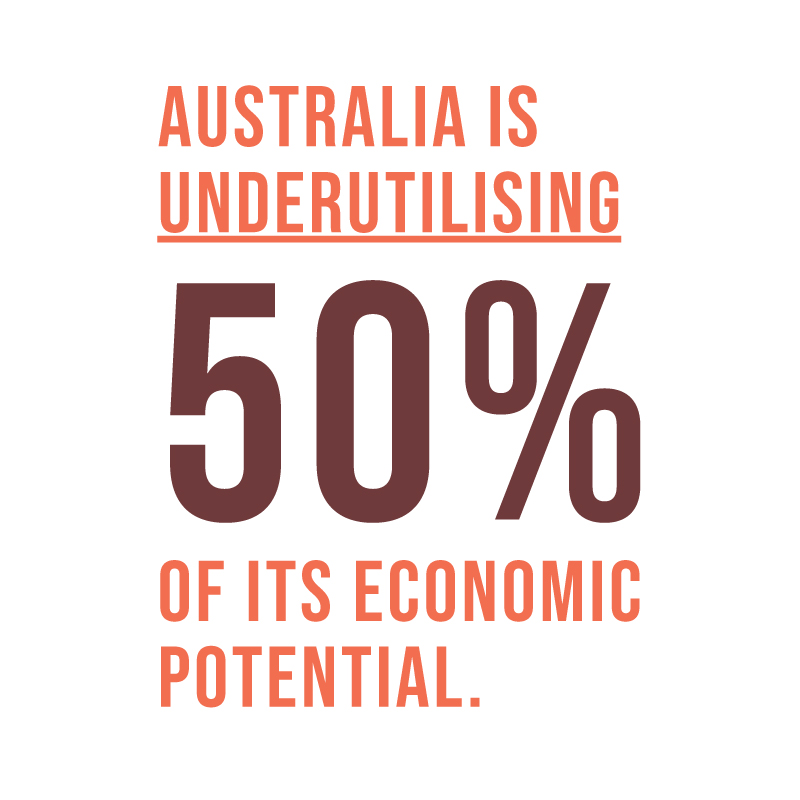 AUSTRALIA IS
UNDERUTILISING
50%
OF ITS ECONOMIC
POTENTIAL.